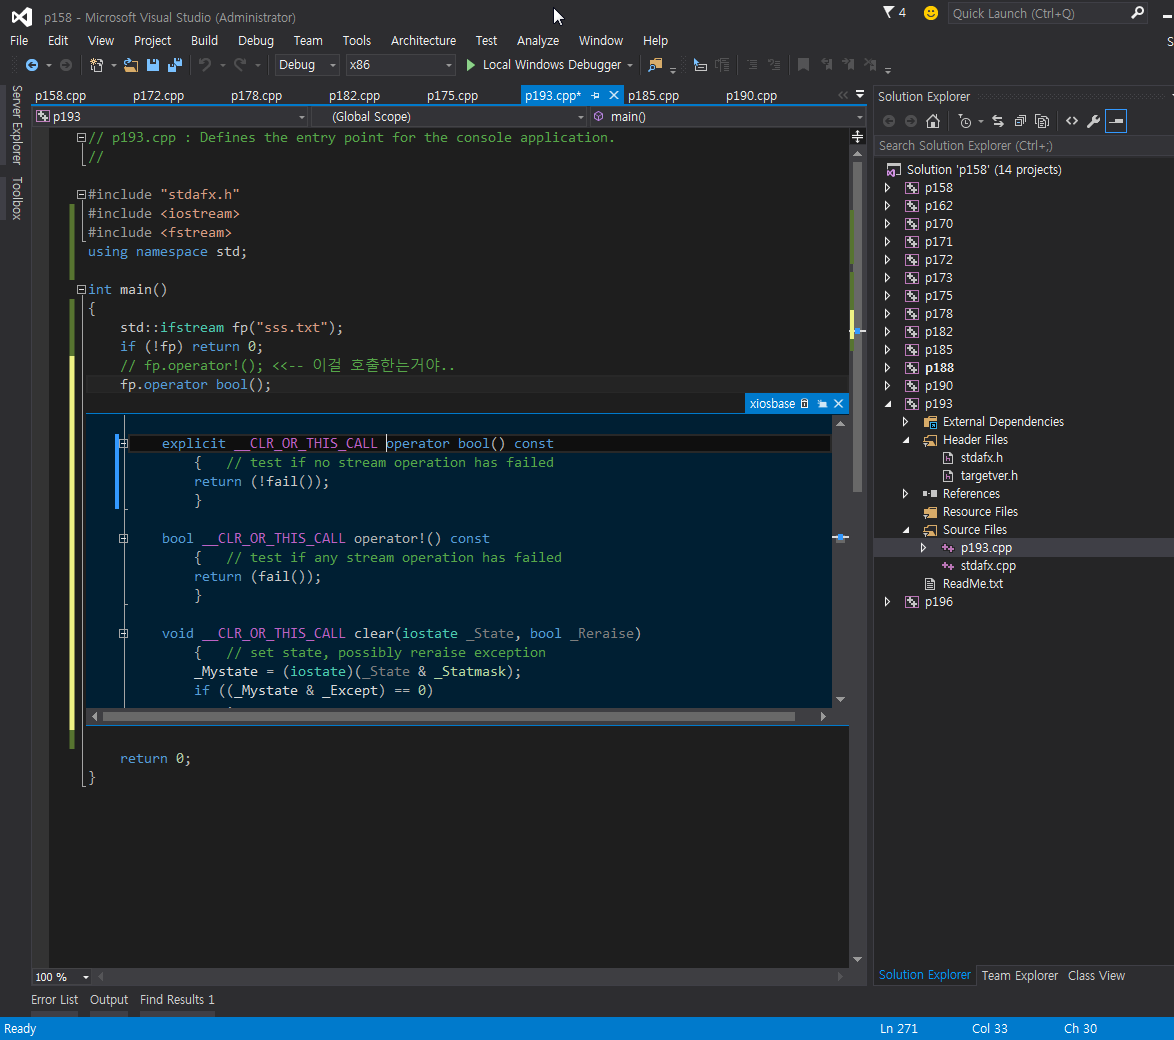 p158 - Microsoft Visual Studio (Administrator)
4
Quick Launch (Ctrl+Q)
File Edit View Project Build Debug Team Tools Architecture Test Analyze Window Help
Debug x86 Local Windows Debugger
Server Explorer
Toolbox
p158.cpp p172.cpp p178.cpp p182.cpp p175.cpp p193.cpp* p185.cpp p190.cpp
p193 (Global Scope) main()
// p193.cpp : Defines the entry point for the console application.
//
#include "stdafx.h"
#include <iostream>
#include <fstream>
using namespace std;
int main()
{
std::ifstream fp("sss.txt");
if (!fp) return 0;
// fp.operator!(); <<-- 이걸 호출한는거야..
fp.operator bool();
xiosbase
explicit __CLR_OR_THIS_CALL operator bool() const
{ // test if no stream operation has failed
return (!fail());
}
bool __CLR_OR_THIS_CALL operator!() const
{ // test if any stream operation has failed
return (fail());
}
void __CLR_OR_THIS_CALL clear(iostate _State, bool _Reraise)
{ // set state, possibly reraise exception
_Mystate = (iostate)(_State & _Statmask);
if ((_Mystate & _Except) == 0)
return 0;
}
100 %
Solution Explorer
Search Solution Explorer (Ctrl+;)
Solution 'p158' (14 projects)
p158
p162
p170
p171
p172
p173
p175
p178
p182
p185
p188
p190
p193
External Dependencies
Header Files
stdafx.h
targetver.h
References
Resource Files
Source Files
p193.cpp
stdafx.cpp
ReadMe.txt
p196
Solution Explorer Team Explorer Class View
Error List Output Find Results 1
Ready Ln 271 Col 33 Ch 30